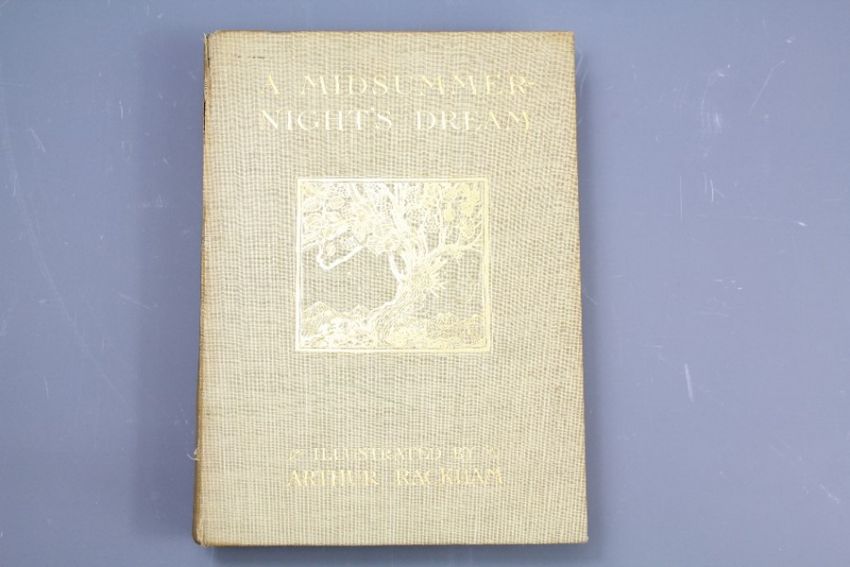 A MIDSUMMER-
NIGHT'S DREAM
ILLUSTRATED BY
ARTHUR RACKHAM